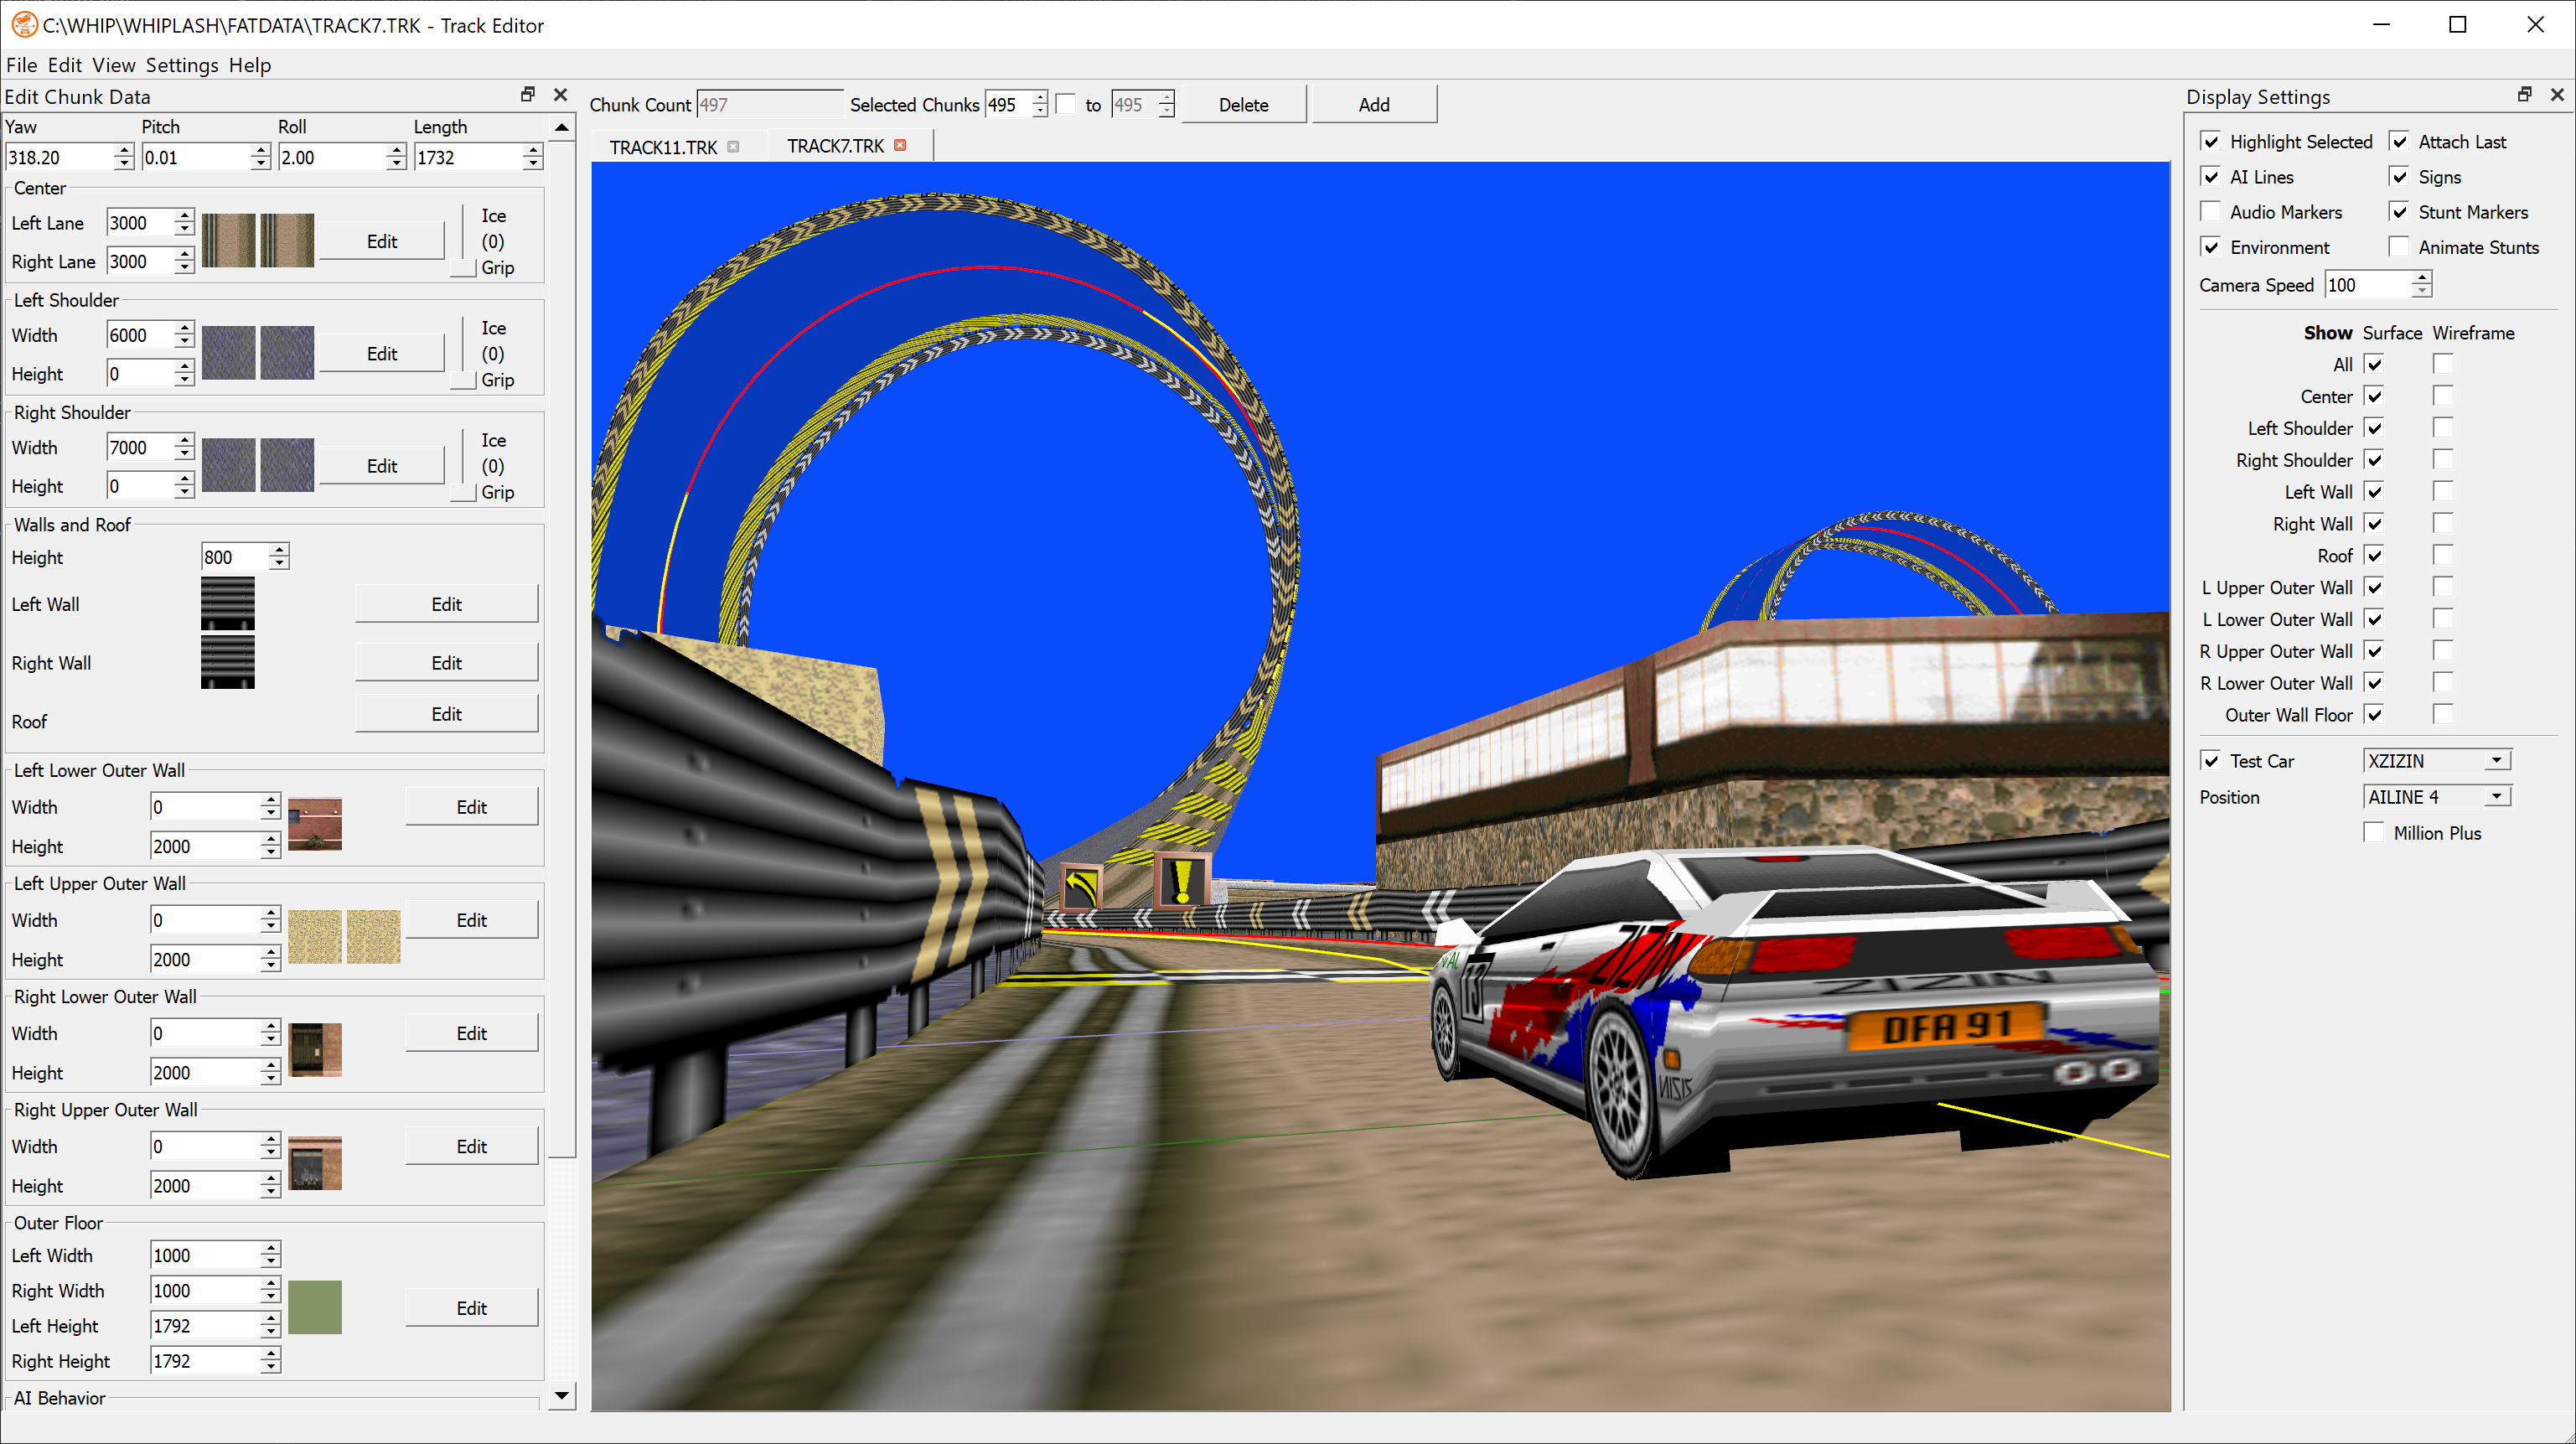 C:\WHIP\WHIPLASH\FATDATA\TRACK7.TRK - Track Editor
File Edit View Settings Help
Edit Chunk Data
Yaw Pitch Roll Length
318.20 0.01 2.00 1732
Center
Left Lane 3000 Edit
Right Lane 3000
Ice
(0)
Grip
Left Shoulder
Width 6000 Edit
Height 0
Ice
(0)
Grip
Right Shoulder
Width 7000 Edit
Height 0
Ice
(0)
Grip
Walls and Roof
Height 800
Left Wall Edit
Right Wall Edit
Roof Edit
Left Lower Outer Wall
Width 0 Edit
Height 2000
Left Upper Outer Wall
Width 0 Edit
Height 2000
Right Lower Outer Wall
Width 0 Edit
Height 2000
Right Upper Outer Wall
Width 0 Edit
Height 2000
Outer Floor
Left Width 1000
Right Width 1000
Left Height 1792
Right Height 1792
Edit
AI Behavior
Chunk Count 497 Selected Chunks 495 to 495 Delete Add
TRACK11.TRK TRACK7.TRK
!
13
ZIZIN
ZIZIN
DFA 91
ZIZIN
Display Settings
Highlight Selected Attach Last
AI Lines Signs
Audio Markers Stunt Markers
Environment Animate Stunts
Camera Speed 100
Show Surface Wireframe
All
Center
Left Shoulder
Right Shoulder
Left Wall
Right Wall
Roof
L Upper Outer Wall
L Lower Outer Wall
R Upper Outer Wall
R Lower Outer Wall
Outer Wall Floor
Test Car XZIZIN
Position AILINE 4
Million Plus